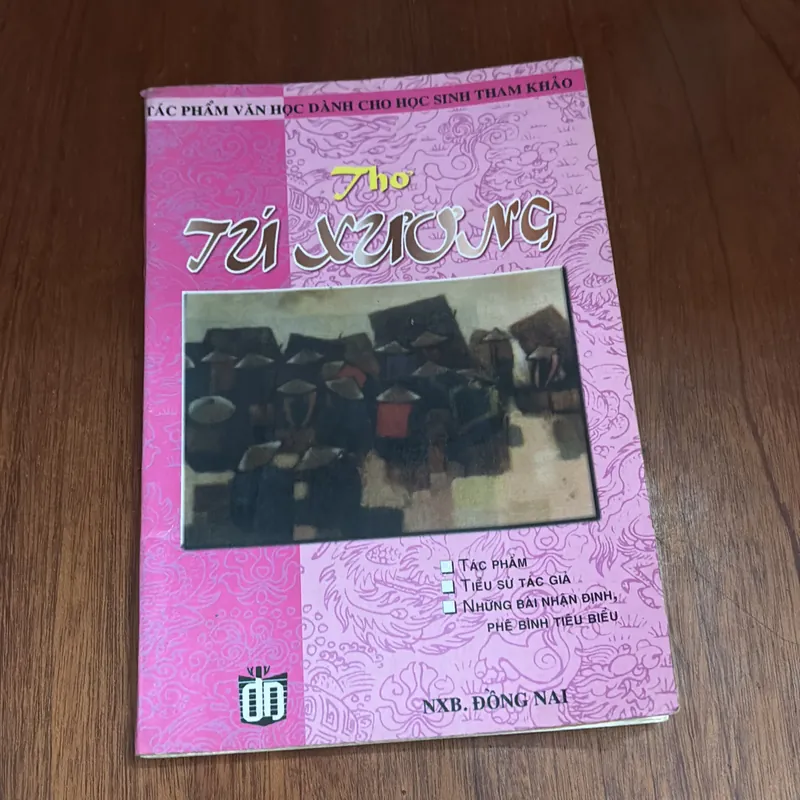 TÁC PHẨM VĂN HỌC DÀNH CHO HỌC SINH THAM KHẢO
Thơ
TÚ XƯƠNG
TÁC PHẨM
TIỂU SỬ TÁC GIẢ
NHỮNG BÀI NHẬN ĐỊNH,
PHÊ BÌNH TIÊU BIỂU
ĐN
NXB. ĐỒNG NAI